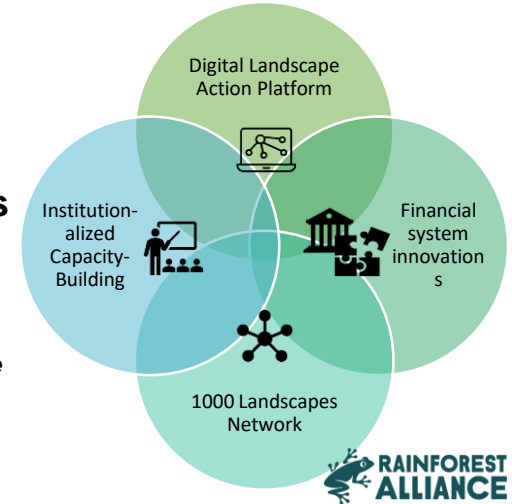 Digital Landscape
Action Platform
s
Institution-
alized
Capacity-
Building
Financial
system
innovation
s
e
1000 Landscapes
Network
RAINFOREST
ALLIANCE